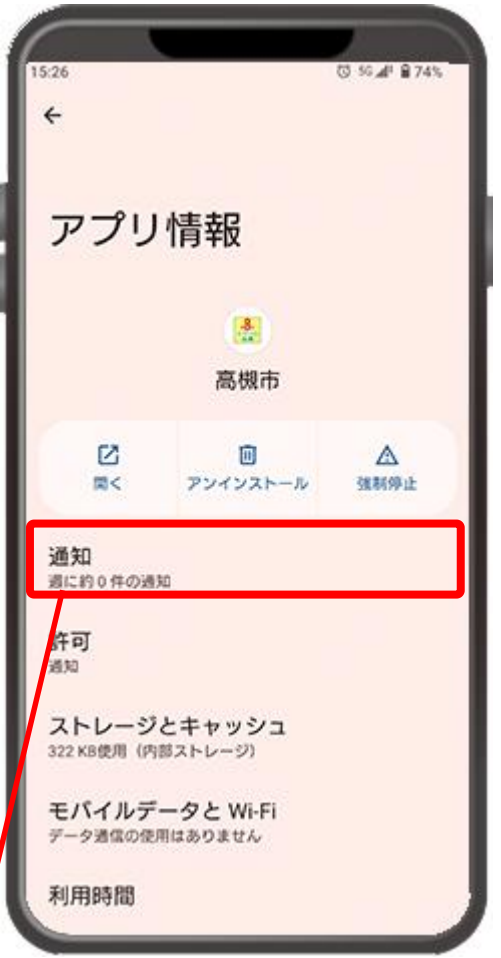 15:26 5G 74%
アプリ情報
高槻市
開く アンインストール 強制停止
通知
週に約 0 件の通知
許可
通知
ストレージとキャッシュ
322 KB使用（内部ストレージ）
モバイルデータと Wi-Fi
データ通信の使用はありません
利用時間